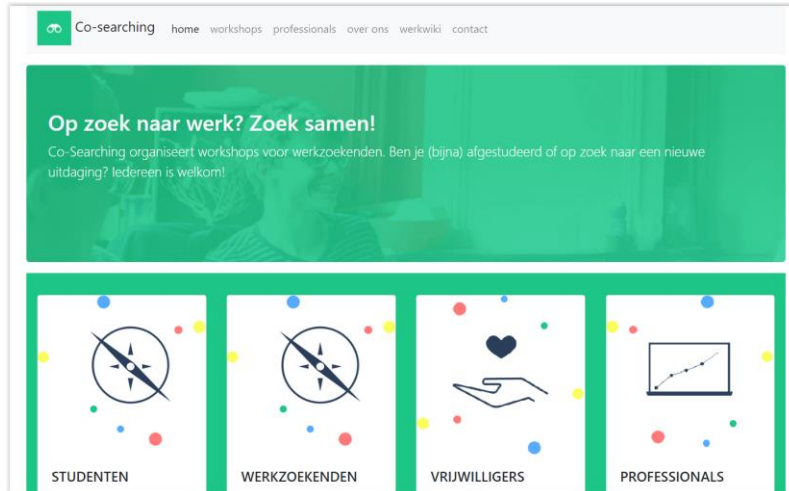 Co-searching home workshops professionals over ons werkwiki contact
Op zoek naar werk? Zoek samen!
Co-Searching organiseert workshops voor werkzoekenden. Ben je (bijna) afgestudeerd of op zoek naar een nieuwe
uitdaging? Iedereen is welkom!
STUDENTEN
WERKZOEKENDEN
VRIJWILLIGERS
PROFESSIONALS